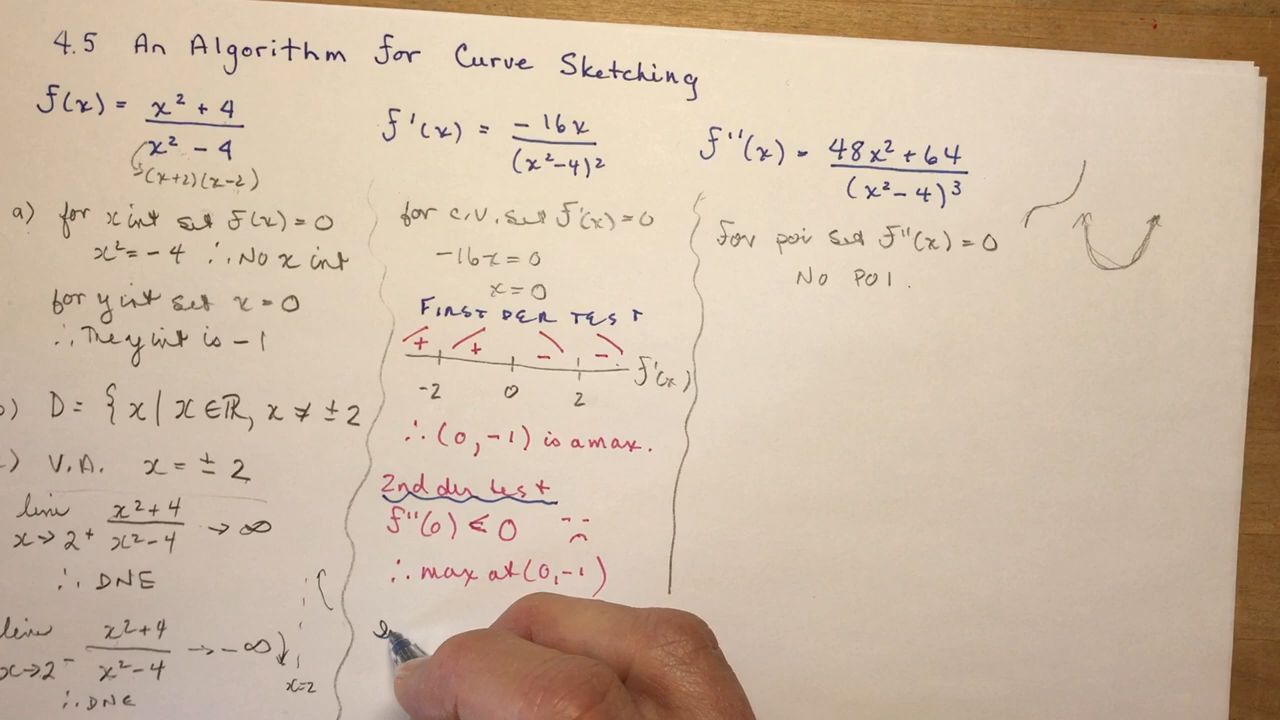 4.5 An Algorithm for Curve Sketching
f(x) = x² + 4 / x² - 4
(x+2)(x-2)
a) for x int set f(x) = 0
x² = -4 ∴ No x int
for y int set x = 0
∴ The y int is -1
) D = { x | x ∈ ℝ, x ≠ ±2
) V.A. x = ± 2
lim x→2⁺ x²+4 / x²-4 → ∞
∴ DNE
lim x→2⁻ x²+4 / x²-4 → -∞
x=2
∴ DNE
f'(x) = -16x / (x²-4)²
for c.v. set f'(x) = 0
-16x = 0
x = 0
FIRST DER TEST
+ + - - f'(x)
-2 0 2
∴ (0, -1) is a max.
2nd der test
f''(0) < 0
∴ max at (0, -1)
f''(x) = 48x² + 64 / (x² - 4)³
For poi set f''(x) = 0
NO POI.